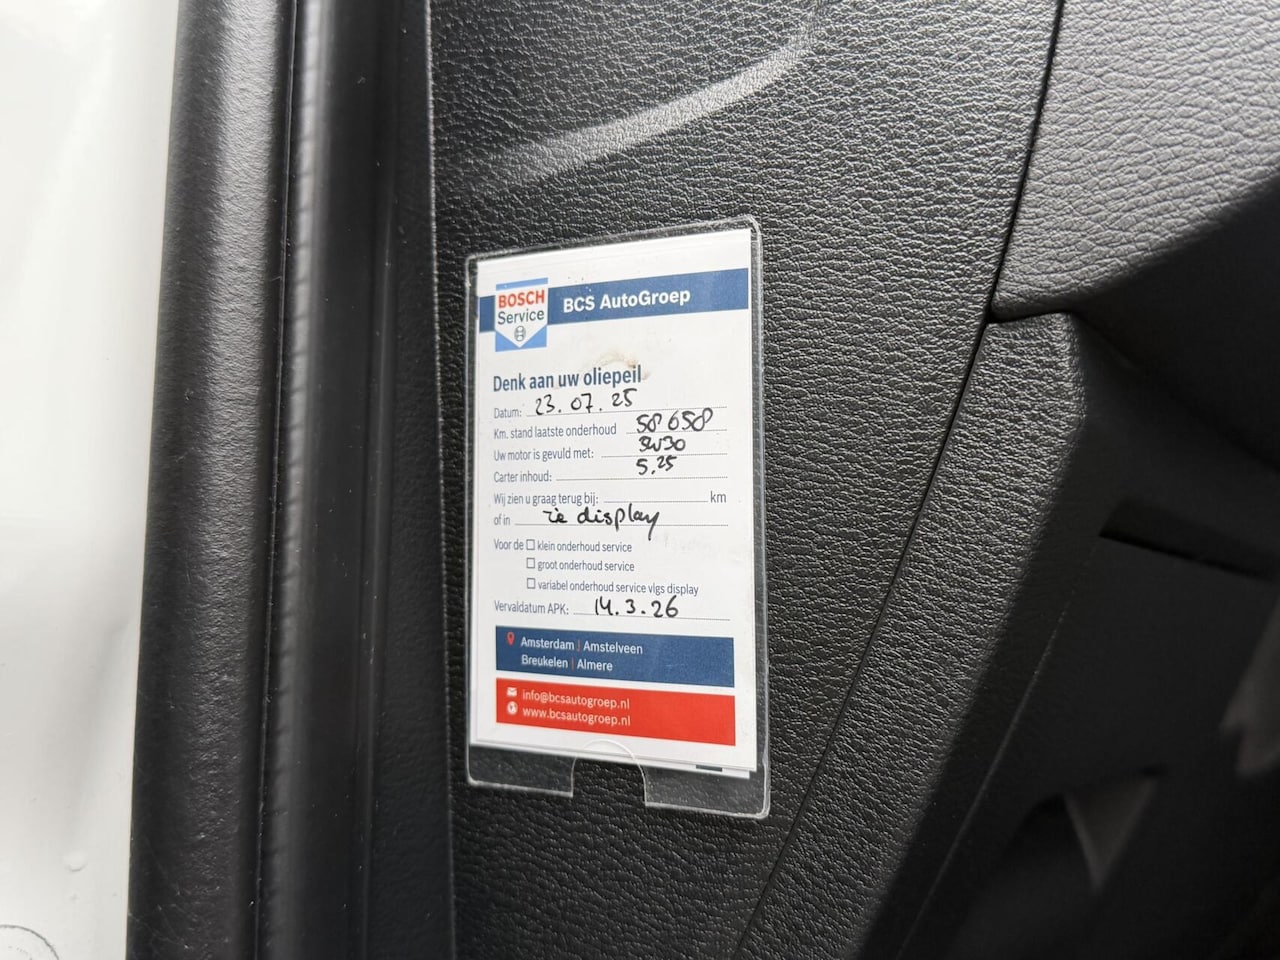 BOSCH
Service
BCS AutoGroep
Denk aan uw oliepeil
Datum: 23.07.25
Km. stand laatste onderhoud 58 658
Uw motor is gevuld met: 5W30
Carter inhoud: 5,25
Wij zien u graag terug bij: km
of in zie display
Voor de klein onderhoud service
groot onderhoud service
variabel onderhoud service vlgs display
Vervaldatum APK: 14.3.26
Amsterdam | Amstelveen
Breukelen | Almere
info@bcsautogroep.nl
www.bcsautogroep.nl